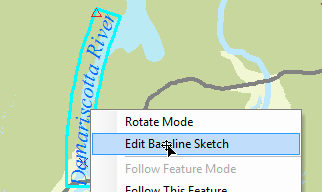 Damariscotta River
Rotate Mode
Edit Baseline Sketch
Follow Feature Mode
Follow This Feature